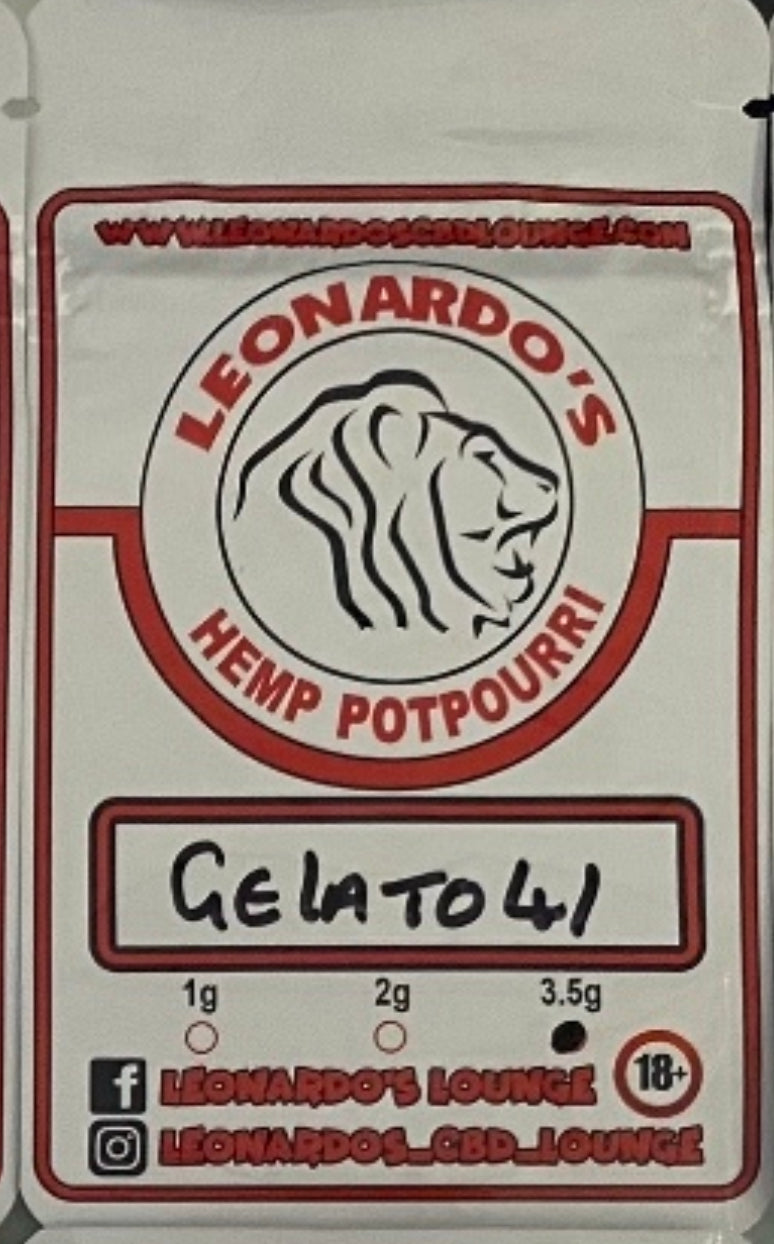 WWW.LEONARDOSCBDLOUNGE.COM
LEONARDO'S
HEMP POTPOURRI
GELATO 41
1g 2g 3.5g
18+
f LEONARDO'S LOUNGE
LEONARDOS_CBD_LOUNGE